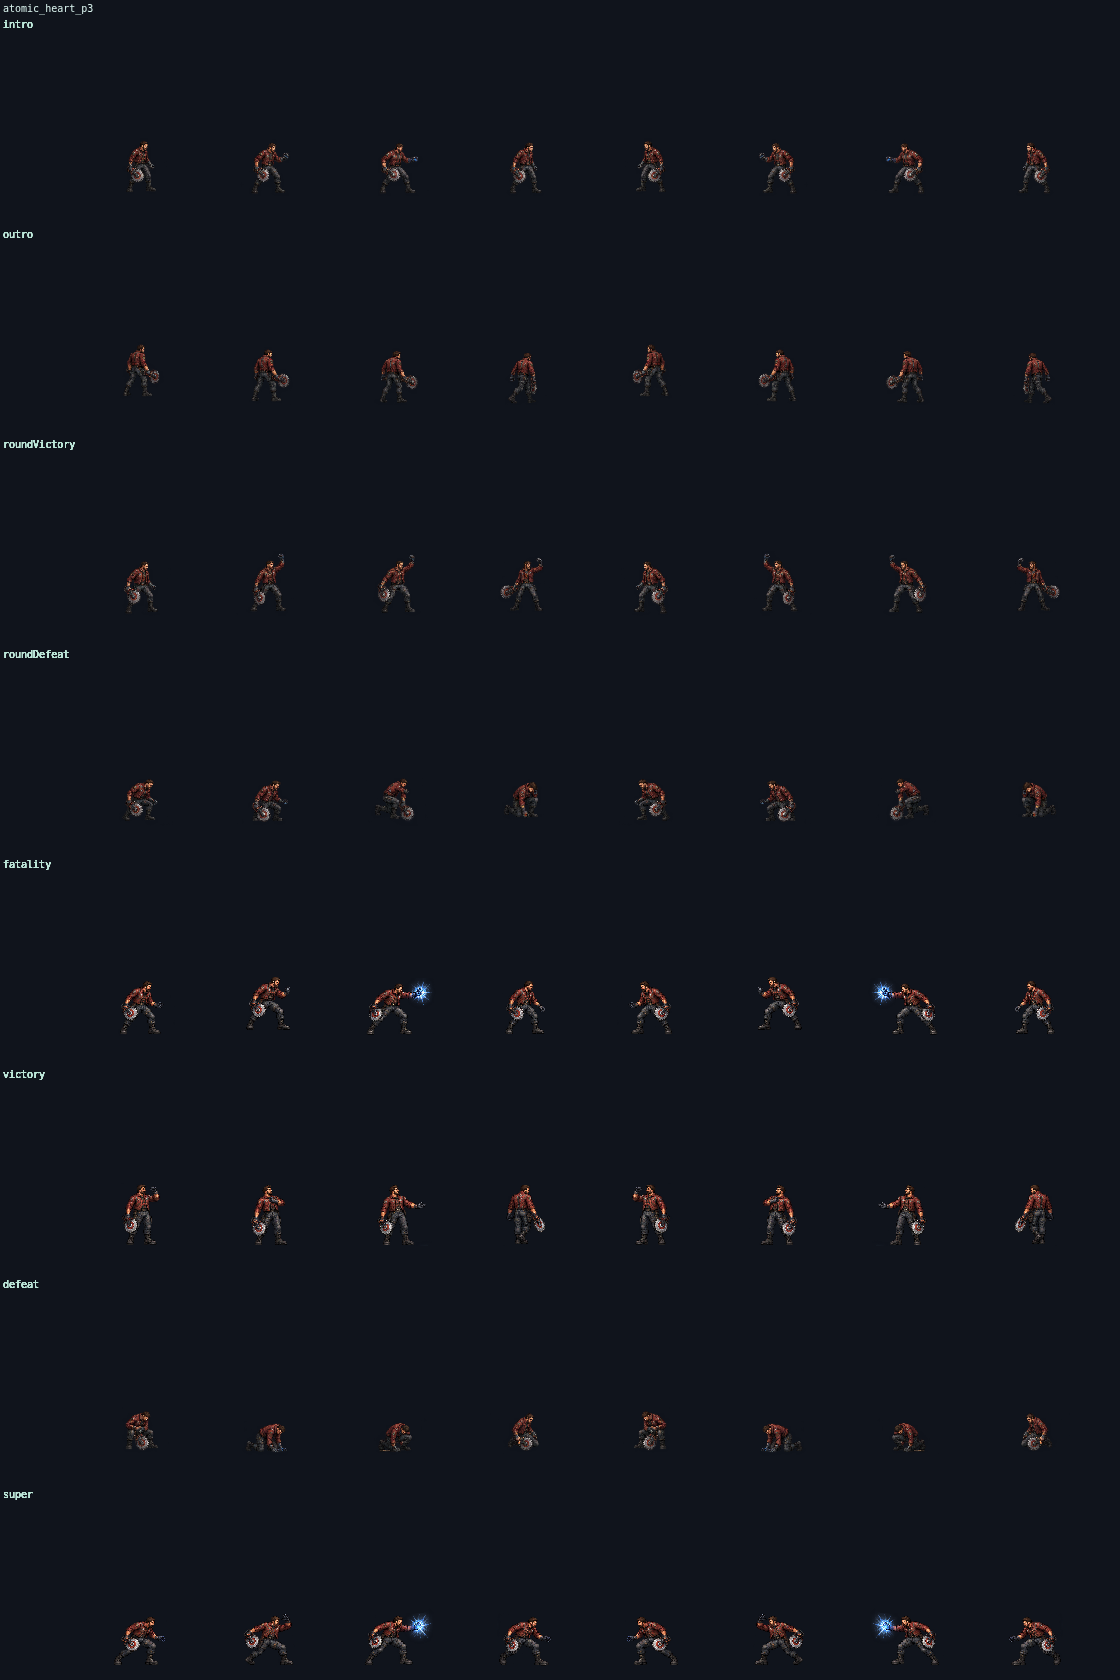 atomic_heart_p3
intro
outro
roundVictory
roundDefeat
fatality
victory
defeat
super